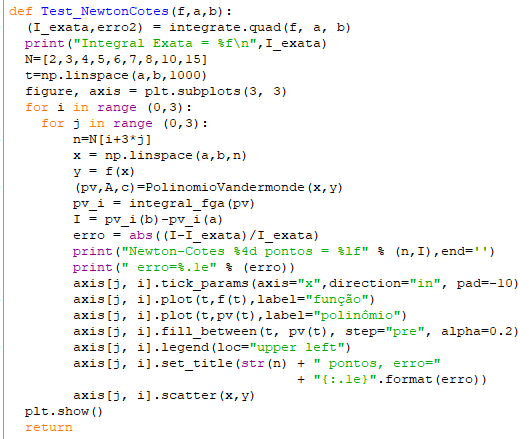 def Test_NewtonCotes(f,a,b):
  (I_exata,erro2) = integrate.quad(f, a, b)
  print("Integral Exata = %f\n",I_exata)
  N=[2,3,4,5,6,7,8,10,15]
  t=np.linspace(a,b,1000)
  figure, axis = plt.subplots(3, 3)
  for i in range (0,3):
    for j in range (0,3):
        n=N[i+3*j]
        x = np.linspace(a,b,n)
        y = f(x)
        (pv,A,c)=PolinomioVandermonde(x,y)
        pv_i = integral_fga(pv)
        I = pv_i(b)-pv_i(a)
        erro = abs((I-I_exata)/I_exata)
        print("Newton-Cotes %4d pontos = %lf" % (n,I),end='')
        print(" erro=%.le" % (erro))
        axis[j, i].tick_params(axis="x",direction="in", pad=-10)
        axis[j, i].plot(t,f(t),label="função")
        axis[j, i].plot(t,pv(t),label="polinômio")
        axis[j, i].fill_between(t, pv(t), step="pre", alpha=0.2)
        axis[j, i].legend(loc="upper left")
        axis[j, i].set_title(str(n) + " pontos, erro="
                                    + "{:.1e}".format(erro))
        axis[j, i].scatter(x,y)
  plt.show()
  return